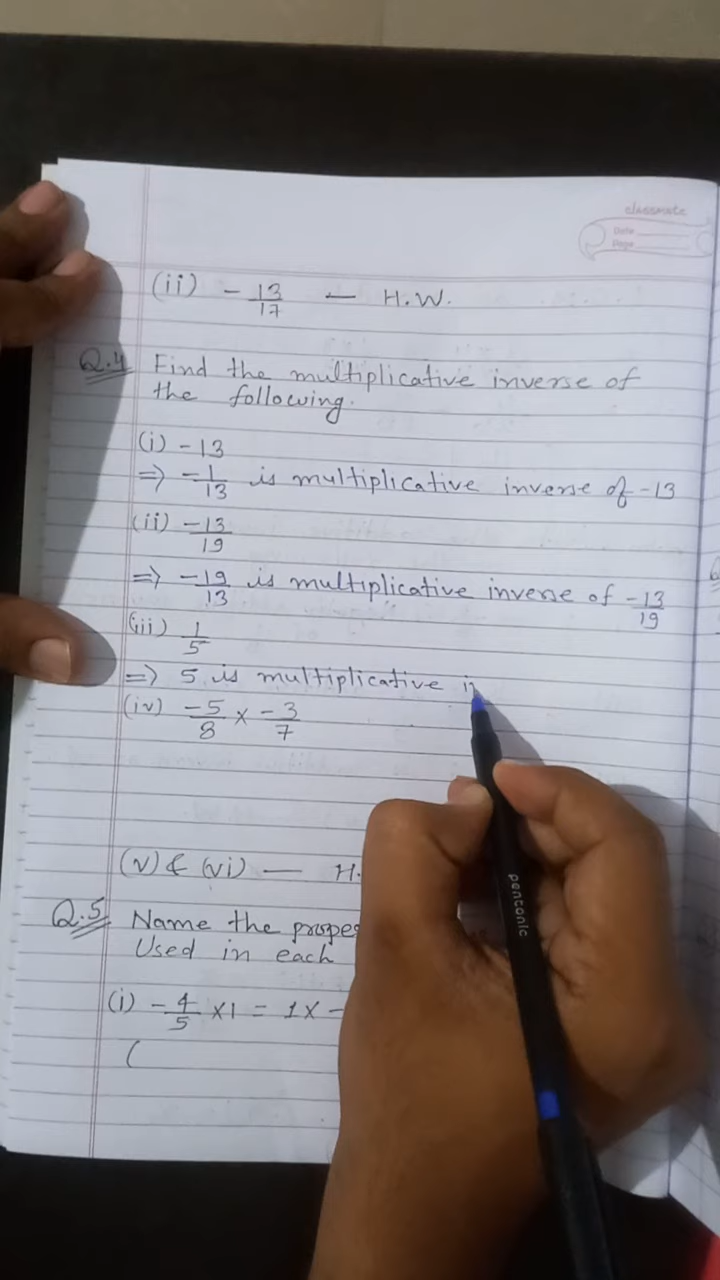 classmate
Date
Page
(ii) - 13/17 — H.W.
Q.4 Find the multiplicative inverse of
the following.
(i) -13
=> -1/13 is multiplicative inverse of -13
(ii) -13/19
=> -19/13 is multiplicative inverse of -13/19
(iii) 1/5
=> 5 is multiplicative i
(iv) -5/8 × -3/7
(v) & (vi) — H.
Q.5 Name the prope
Used in each
(i) -4/5 ×1 = 1× -
(
pentonic